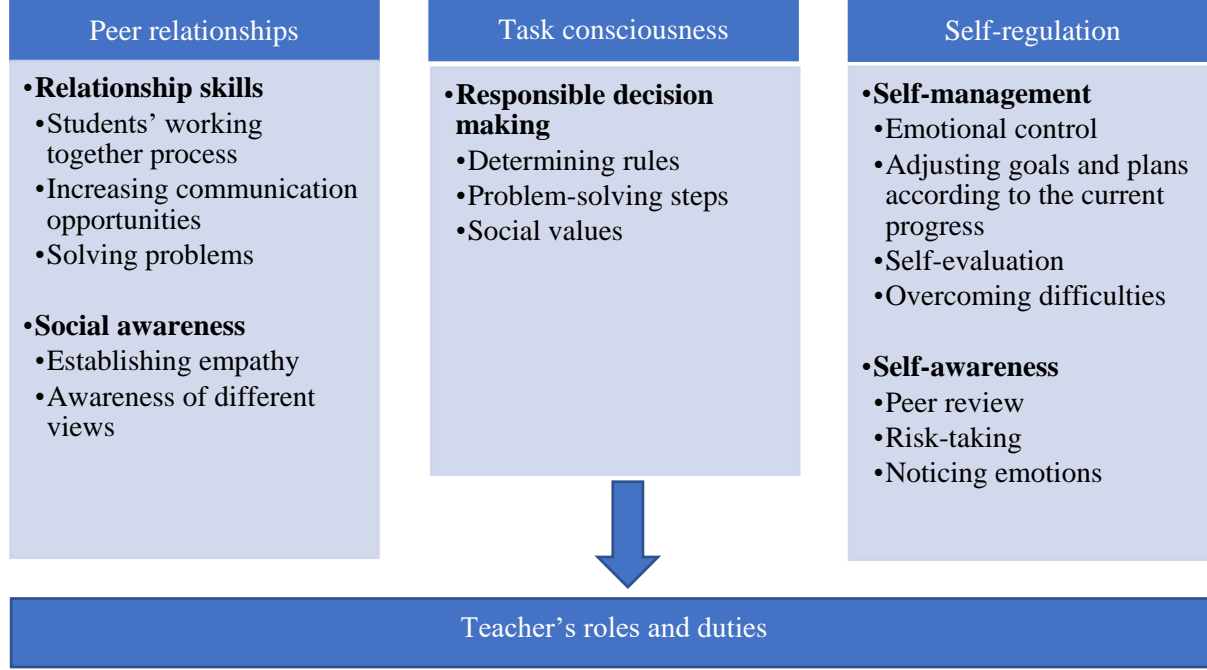 Peer relationships
•Relationship skills
•Students’ working
together process
•Increasing communication
opportunities
•Solving problems
•Social awareness
•Establishing empathy
•Awareness of different
views
Task consciousness
•Responsible decision
making
•Determining rules
•Problem-solving steps
•Social values
Self-regulation
•Self-management
•Emotional control
•Adjusting goals and plans
according to the current
progress
•Self-evaluation
•Overcoming difficulties
•Self-awareness
•Peer review
•Risk-taking
•Noticing emotions
Teacher’s roles and duties